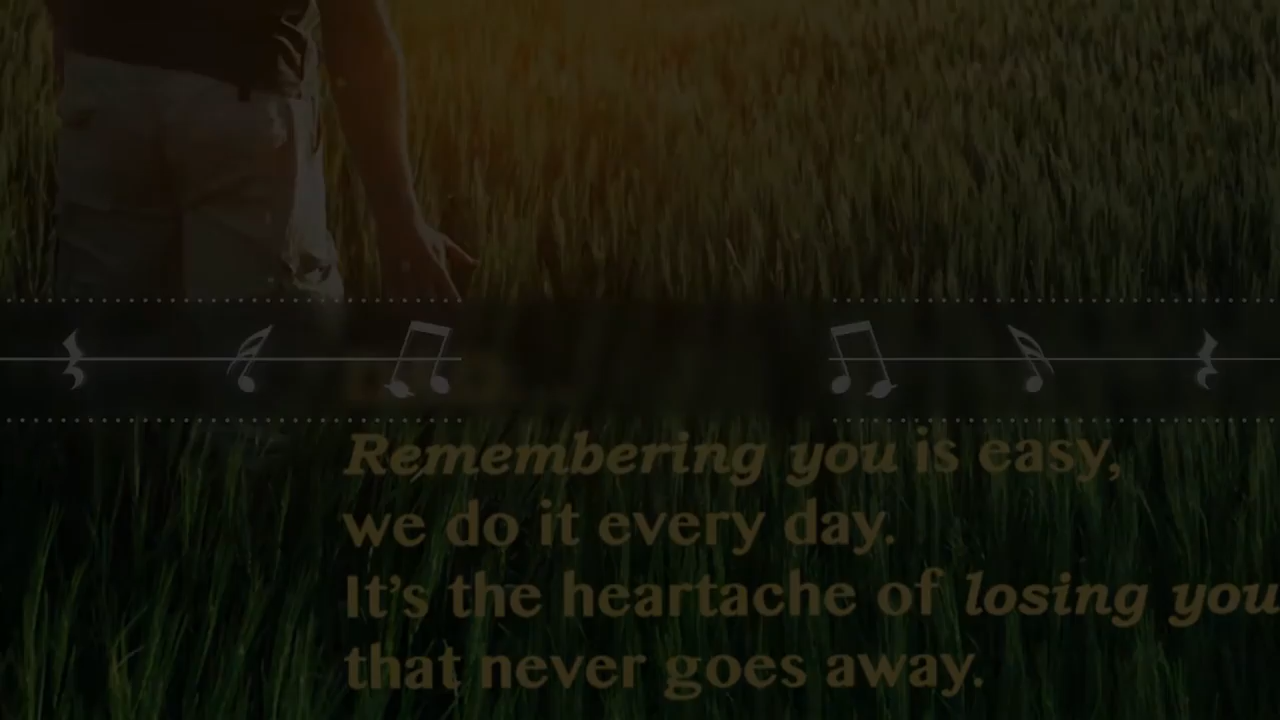 Remembering you is easy,
we do it every day.
It's the heartache of losing you
that never goes away.